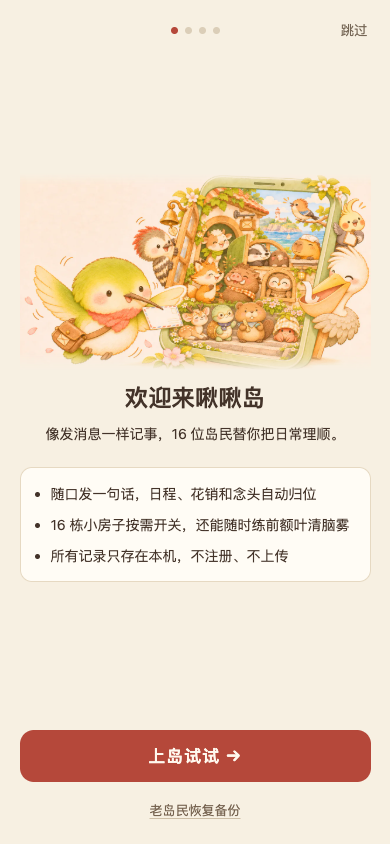 跳过
欢迎来啾啾岛
像发消息一样记事，16 位岛民替你把日常理顺。
随口发一句话，日程、花销和念头自动归位
16 栋小房子按需开关，还能随时练前额叶清脑雾
所有记录只存在本机，不注册、不上传
上岛试试 →
老岛民恢复备份